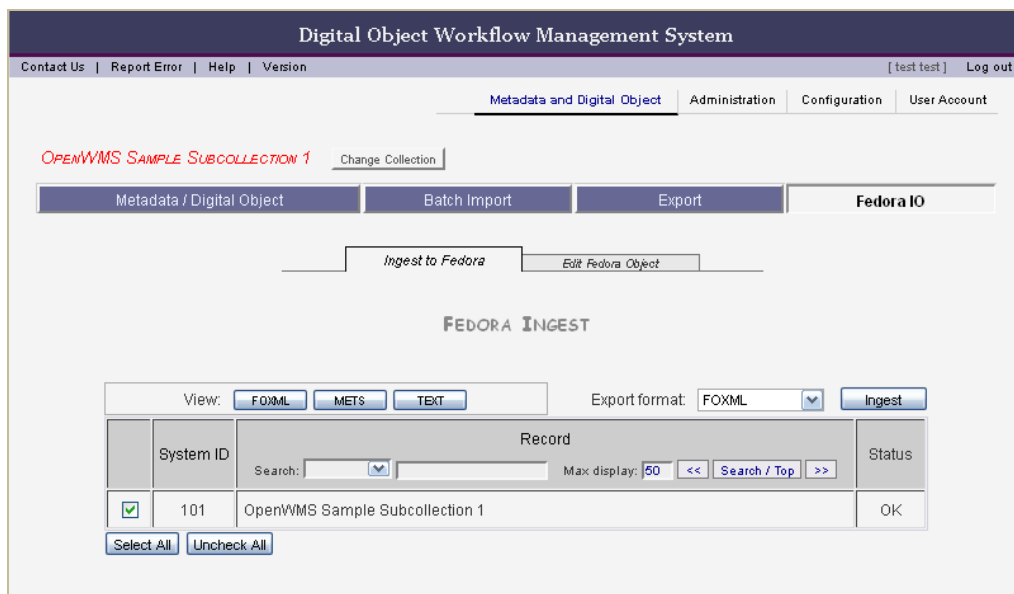 Digital Object Workflow Management System
Contact Us | Report Error | Help | Version [ test test ] Log out
Metadata and Digital Object Administration Configuration User Account
OPENWMS SAMPLE SUBCOLLECTION 1 Change Collection
Metadata / Digital Object Batch Import Export Fedora IO
Ingest to Fedora Edit Fedora Object
FEDORA INGEST
View: FOXML METS TEXT Export format: FOXML Ingest
System ID Record Status
Search: Max display: 50 << Search / Top >>
101 OpenWMS Sample Subcollection 1 OK
Select All Uncheck All